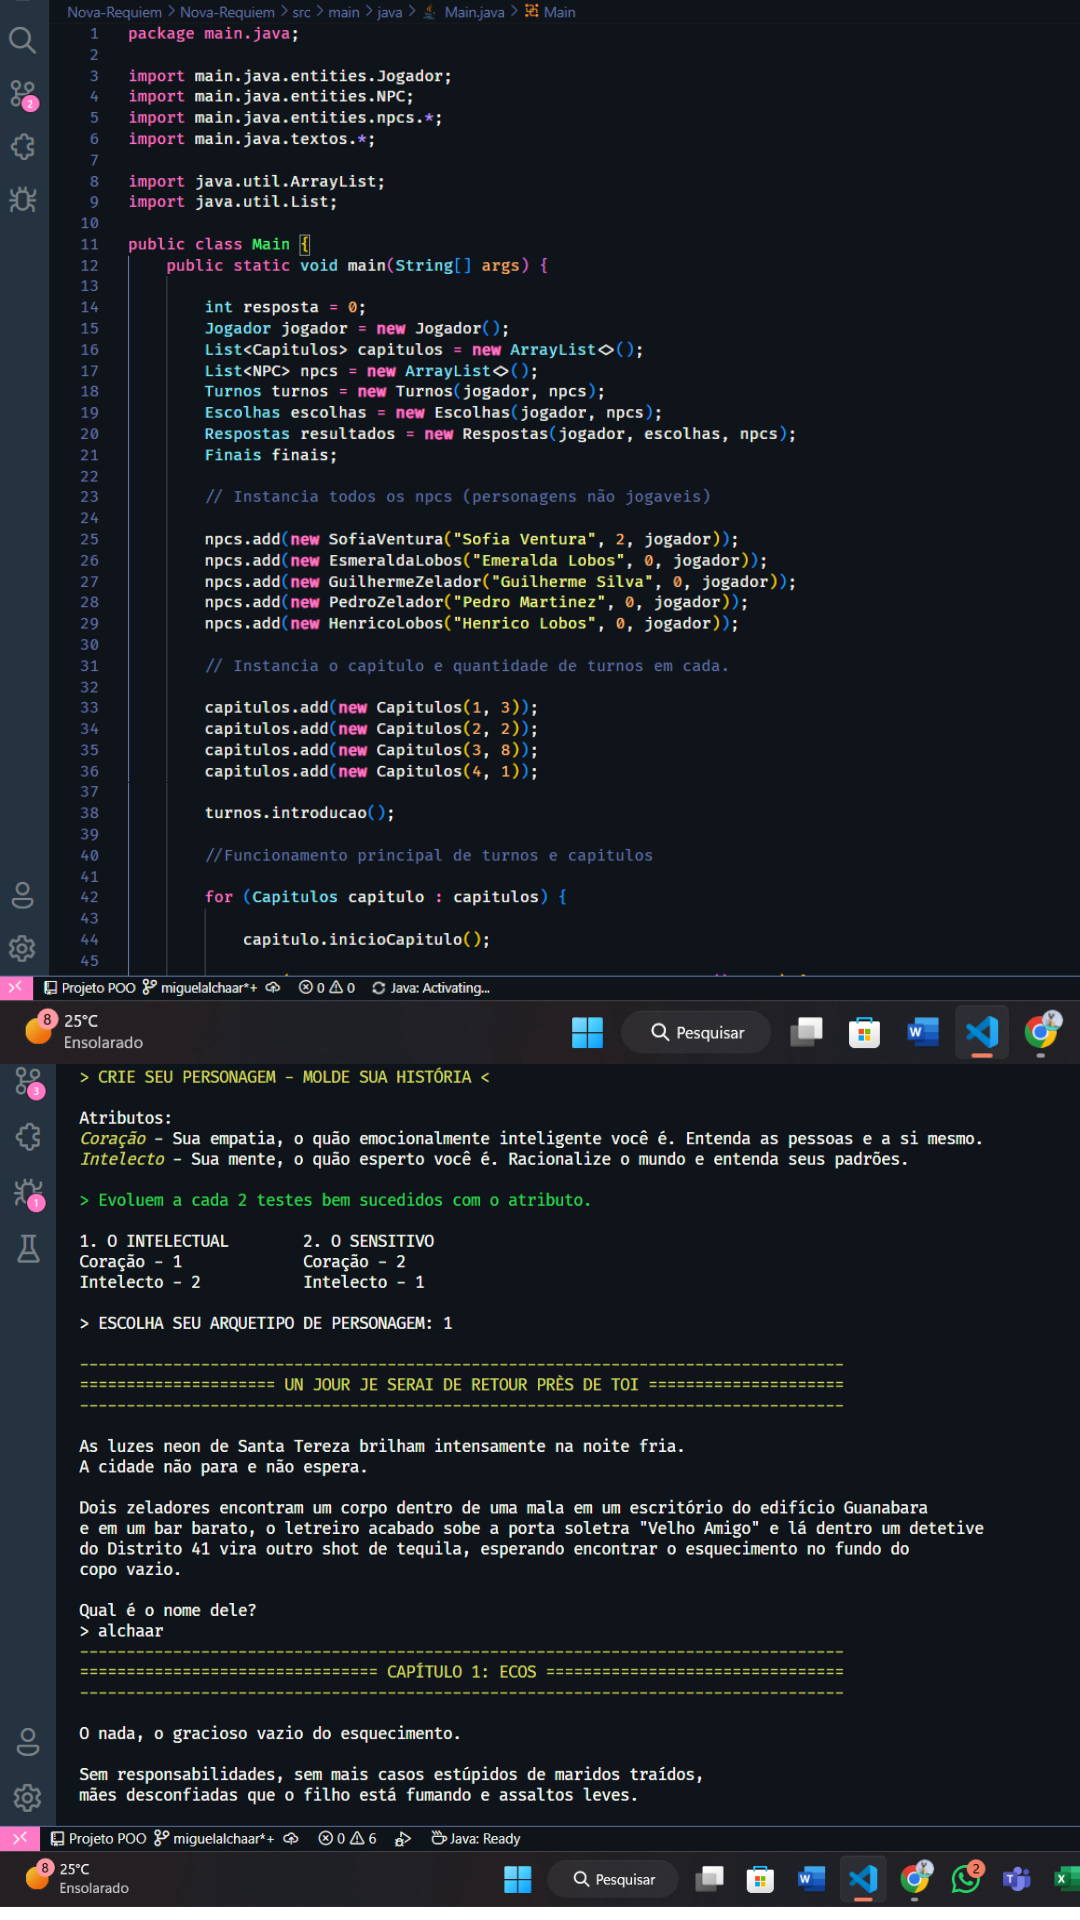 Nova-Requiem > Nova-Requiem > src > main > java > Main.java > Main
1 package main.java;
2
3 import main.java.entities.Jogador;
4 import main.java.entities.NPC;
5 import main.java.entities.npcs.*;
6 import main.java.textos.*;
7
8 import java.util.ArrayList;
9 import java.util.List;
10
11 public class Main {
12 public static void main(String[] args) {
13
14 int resposta = 0;
15 Jogador jogador = new Jogador();
16 List<Capitulos> capitulos = new ArrayList<>();
17 List<NPC> npcs = new ArrayList<>();
18 Turnos turnos = new Turnos(jogador, npcs);
19 Escolhas escolhas = new Escolhas(jogador, npcs);
20 Respostas resultados = new Respostas(jogador, escolhas, npcs);
21 Finais finais;
22
23 // Instancia todos os npcs (personagens não jogaveis)
24
25 npcs.add(new SofiaVentura("Sofia Ventura", 2, jogador));
26 npcs.add(new EsmeraldaLobos("Emeralda Lobos", 0, jogador));
27 npcs.add(new GuilhermeZelador("Guilherme Silva", 0, jogador));
28 npcs.add(new PedroZelador("Pedro Martinez", 0, jogador));
29 npcs.add(new HenricoLobos("Henrico Lobos", 0, jogador));
30
31 // Instancia o capitulo e quantidade de turnos em cada.
32
33 capitulos.add(new Capitulos(1, 3));
34 capitulos.add(new Capitulos(2, 2));
35 capitulos.add(new Capitulos(3, 8));
36 capitulos.add(new Capitulos(4, 1));
37
38 turnos.introducao();
39
40 //Funcionamento principal de turnos e capitulos
41
42 for (Capitulos capitulo : capitulos) {
43
44 capitulo.inicioCapitulo();
45
2
Projeto POO miguelalchaar*+ 0 0 Java: Activating...
8 25°C
Ensolarado
Pesquisar
W
> CRIE SEU PERSONAGEM - MOLDE SUA HISTÓRIA <
3
Atributos:
Coração - Sua empatia, o quão emocionalmente inteligente você é. Entenda as pessoas e a si mesmo.
Intelecto - Sua mente, o quão esperto você é. Racionalize o mundo e entenda seus padrões.
> Evoluem a cada 2 testes bem sucedidos com o atributo.
1
1. O INTELECTUAL 2. O SENSITIVO
Coração - 1 Coração - 2
Intelecto - 2 Intelecto - 1
> ESCOLHA SEU ARQUETIPO DE PERSONAGEM: 1
----------------------------------------------------------------------------------
===================== UN JOUR JE SERAI DE RETOUR PRÈS DE TOI =====================
----------------------------------------------------------------------------------
As luzes neon de Santa Tereza brilham intensamente na noite fria.
A cidade não para e não espera.
Dois zeladores encontram um corpo dentro de uma mala em um escritório do edifício Guanabara
e em um bar barato, o letreiro acabado sobe a porta soletra "Velho Amigo" e lá dentro um detetive
do Distrito 41 vira outro shot de tequila, esperando encontrar o esquecimento no fundo do
copo vazio.
Qual é o nome dele?
> alchaar
----------------------------------------------------------------------------------
================================ CAPÍTULO 1: ECOS ================================
----------------------------------------------------------------------------------
O nada, o gracioso vazio do esquecimento.
Sem responsabilidades, sem mais casos estúpidos de maridos traídos,
mães desconfiadas que o filho está fumando e assaltos leves.
Projeto POO miguelalchaar*+ 0 6 Java: Ready
8 25°C
Ensolarado
Pesquisar
W
2
T
X